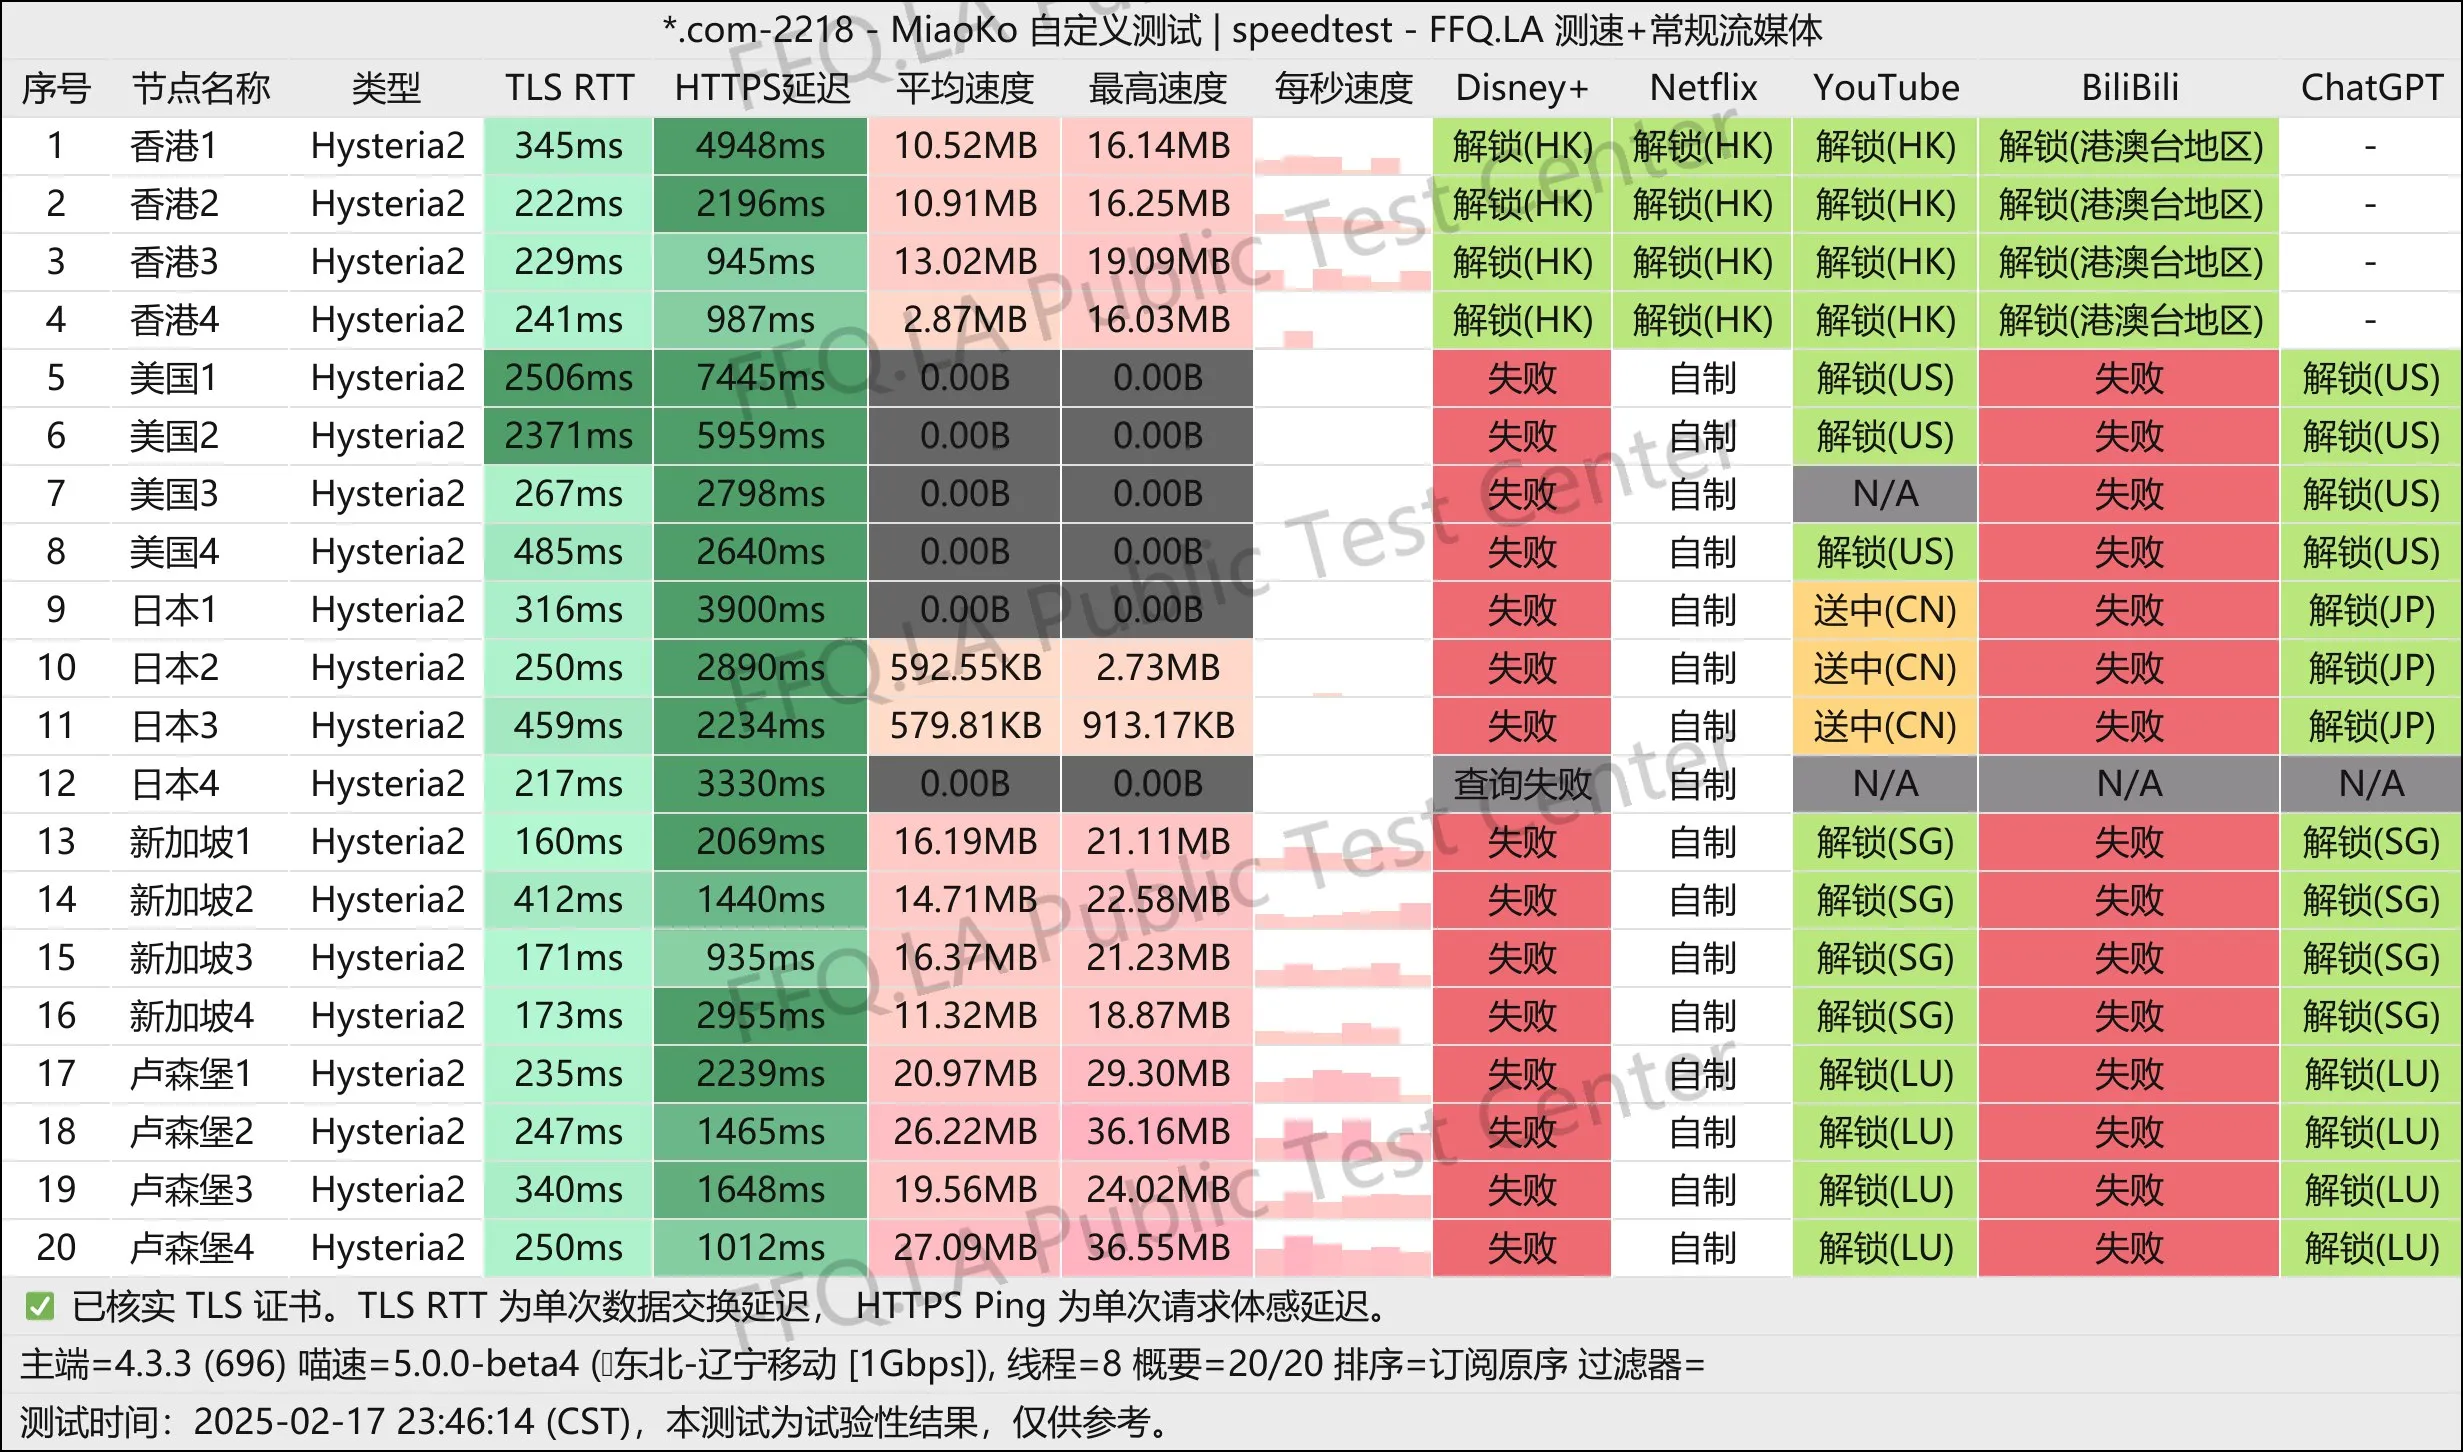 *.com-2218 - MiaoKo 自定义测试 | speedtest - FFQ.LA 测速+常规流媒体
序号 节点名称 类型 TLS RTT HTTPS延迟 平均速度 最高速度 每秒速度 Disney+ Netflix YouTube BiliBili ChatGPT
1 香港1 Hysteria2 345ms 4948ms 10.52MB 16.14MB 解锁(HK) 解锁(HK) 解锁(HK) 解锁(港澳台地区) -
2 香港2 Hysteria2 222ms 2196ms 10.91MB 16.25MB 解锁(HK) 解锁(HK) 解锁(HK) 解锁(港澳台地区) -
3 香港3 Hysteria2 229ms 945ms 13.02MB 19.09MB 解锁(HK) 解锁(HK) 解锁(HK) 解锁(港澳台地区) -
4 香港4 Hysteria2 241ms 987ms 2.87MB 16.03MB 解锁(HK) 解锁(HK) 解锁(HK) 解锁(港澳台地区) -
5 美国1 Hysteria2 2506ms 7445ms 0.00B 0.00B 失败 自制 解锁(US) 失败 解锁(US)
6 美国2 Hysteria2 2371ms 5959ms 0.00B 0.00B 失败 自制 解锁(US) 失败 解锁(US)
7 美国3 Hysteria2 267ms 2798ms 0.00B 0.00B 失败 自制 N/A 失败 解锁(US)
8 美国4 Hysteria2 485ms 2640ms 0.00B 0.00B 失败 自制 解锁(US) 失败 解锁(US)
9 日本1 Hysteria2 316ms 3900ms 0.00B 0.00B 失败 自制 送中(CN) 失败 解锁(JP)
10 日本2 Hysteria2 250ms 2890ms 592.55KB 2.73MB 失败 自制 送中(CN) 失败 解锁(JP)
11 日本3 Hysteria2 459ms 2234ms 579.81KB 913.17KB 失败 自制 送中(CN) 失败 解锁(JP)
12 日本4 Hysteria2 217ms 3330ms 0.00B 0.00B 查询失败 自制 N/A N/A N/A
13 新加坡1 Hysteria2 160ms 2069ms 16.19MB 21.11MB 失败 自制 解锁(SG) 失败 解锁(SG)
14 新加坡2 Hysteria2 412ms 1440ms 14.71MB 22.58MB 失败 自制 解锁(SG) 失败 解锁(SG)
15 新加坡3 Hysteria2 171ms 935ms 16.37MB 21.23MB 失败 自制 解锁(SG) 失败 解锁(SG)
16 新加坡4 Hysteria2 173ms 2955ms 11.32MB 18.87MB 失败 自制 解锁(SG) 失败 解锁(SG)
17 卢森堡1 Hysteria2 235ms 2239ms 20.97MB 29.30MB 失败 自制 解锁(LU) 失败 解锁(LU)
18 卢森堡2 Hysteria2 247ms 1465ms 26.22MB 36.16MB 失败 自制 解锁(LU) 失败 解锁(LU)
19 卢森堡3 Hysteria2 340ms 1648ms 19.56MB 24.02MB 失败 自制 解锁(LU) 失败 解锁(LU)
20 卢森堡4 Hysteria2 250ms 1012ms 27.09MB 36.55MB 失败 自制 解锁(LU) 失败 解锁(LU)
✅ 已核实 TLS 证书。TLS RTT 为单次数据交换延迟， HTTPS Ping 为单次请求体感延迟。
主端=4.3.3 (696) 喵速=5.0.0-beta4 (东北-辽宁移动 [1Gbps]), 线程=8 概要=20/20 排序=订阅原序 过滤器=
测试时间：2025-02-17 23:46:14 (CST)，本测试为试验性结果，仅供参考。
FFQ.LA Public Test Center
FFQ.LA Public Test Center
FFQ.LA Public Test Center
FFQ.LA Public Test Center
FFQ.LA